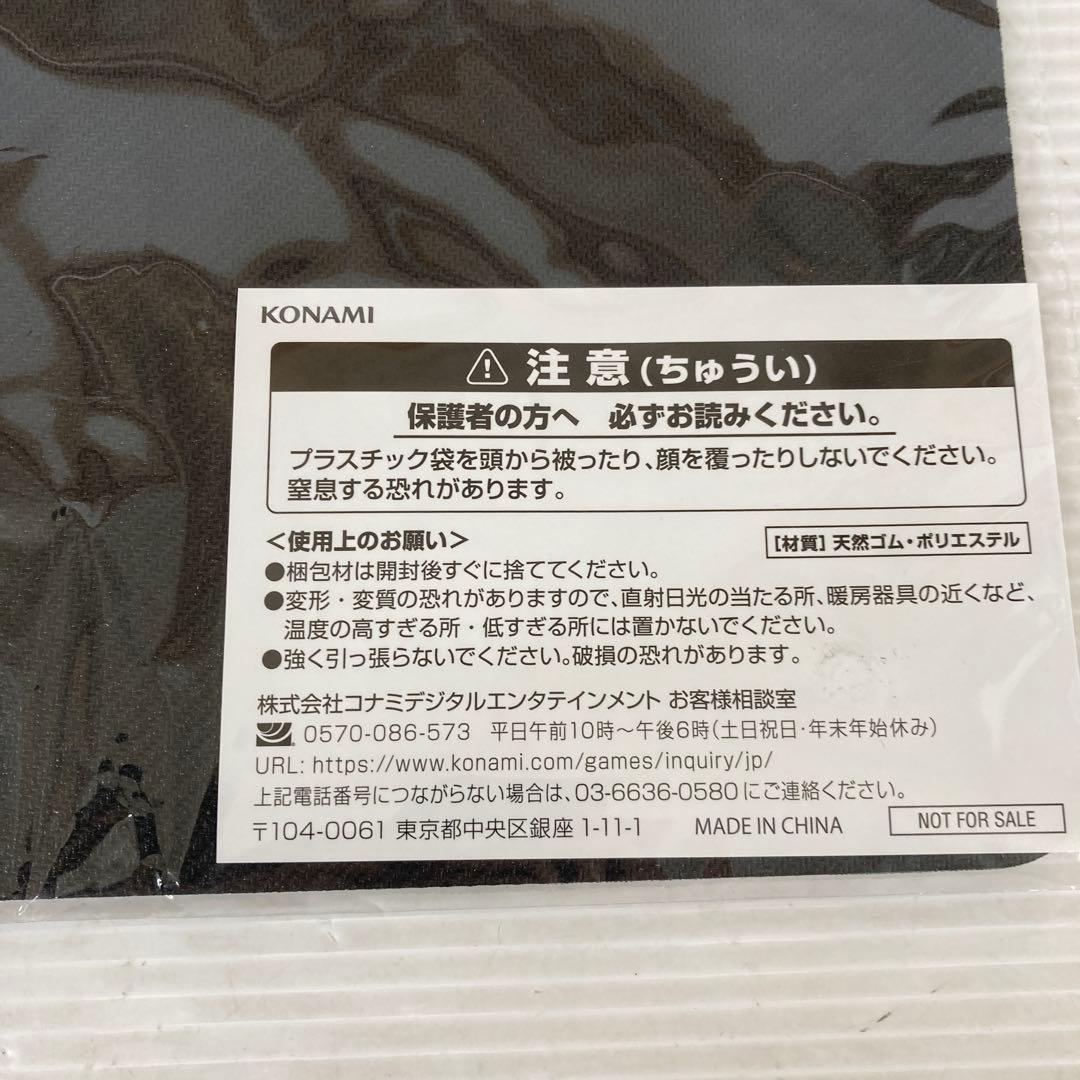 KONAMI
注意(ちゅうい)
保護者の方へ 必ずお読みください。
プラスチック袋を頭から被ったり、顔を覆ったりしないでください。
窒息する恐れがあります。
<使用上のお願い>
[材質] 天然ゴム・ポリエステル
●梱包材は開封後すぐに捨ててください。
●変形・変質の恐れがありますので、直射日光の当たる所、暖房器具の近くなど、
温度の高すぎる所・低すぎる所には置かないでください。
●強く引っ張らないでください。破損の恐れがあります。
株式会社コナミデジタルエンタテインメント お客様相談室
0570-086-573 平日午前10時～午後6時(土日祝日・年末年始休み)
URL: https://www.konami.com/games/inquiry/jp/
上記電話番号につながらない場合は、03-6636-0580にご連絡ください。
〒104-0061 東京都中央区銀座 1-11-1 MADE IN CHINA NOT FOR SALE